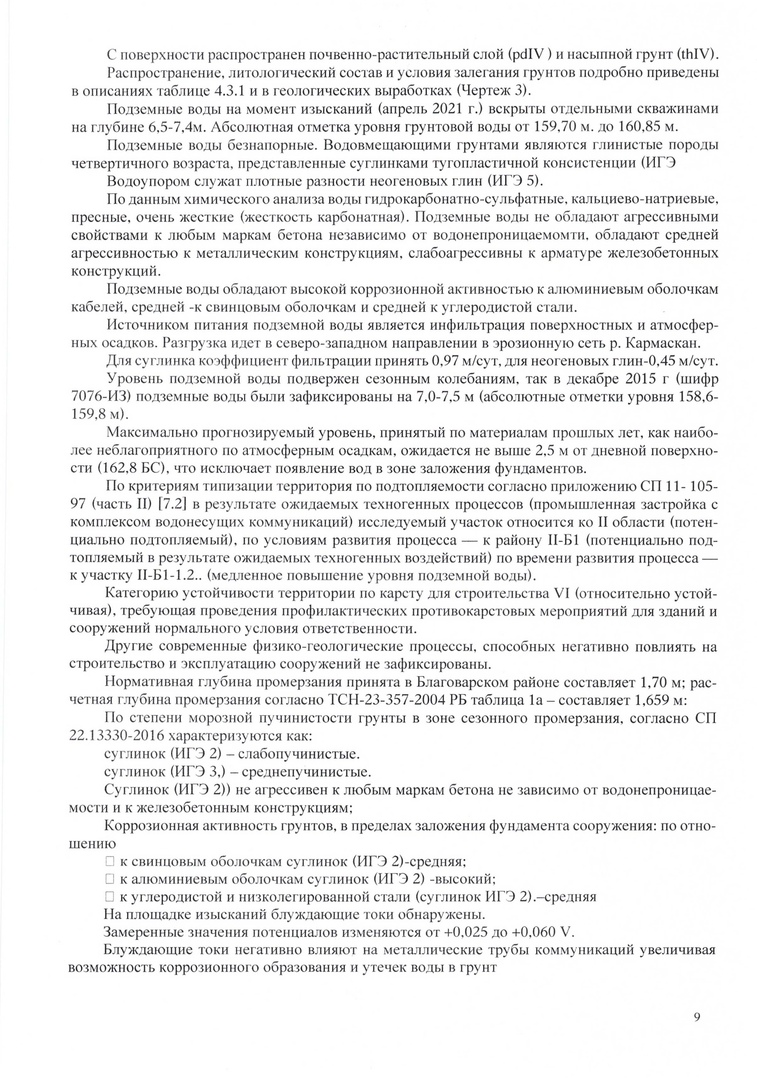 С поверхности распространен почвенно-растительный слой (pdIV ) и насыпной грунт (thIV).
Распространение, литологический состав и условия залегания грунтов подробно приведены
в описаниях таблице 4.3.1 и в геологических выработках (Чертеж 3).
Подземные воды на момент изысканий (апрель 2021 г.) вскрыты отдельными скважинами
на глубине 6,5-7,4м. Абсолютная отметка уровня грунтовой воды от 159,70 м. до 160,85 м.
Подземные воды безнапорные. Водовмещающими грунтами являются глинистые породы
четвертичного возраста, представленные суглинками тугопластичной консистенции (ИГЭ
Водоупором служат плотные разности неогеновых глин (ИГЭ 5).
По данным химического анализа воды гидрокарбонатно-сульфатные, кальциево-натриевые,
пресные, очень жесткие (жесткость карбонатная). Подземные воды не обладают агрессивными
свойствами к любым маркам бетона независимо от водонепроницаемомти, обладают средней
агрессивностью к металлическим конструкциям, слабоагрессивны к арматуре железобетонных
конструкций.
Подземные воды обладают высокой коррозионной активностью к алюминиевым оболочкам
кабелей, средней -к свинцовым оболочкам и средней к углеродистой стали.
Источником питания подземной воды является инфильтрация поверхностных и атмосфер-
ных осадков. Разгрузка идет в северо-западном направлении в эрозионную сеть р. Кармаскан.
Для суглинка коэффициент фильтрации принять 0,97 м/сут, для неогеновых глин-0,45 м/сут.
Уровень подземной воды подвержен сезонным колебаниям, так в декабре 2015 г (шифр
7076-ИЗ) подземные воды были зафиксированы на 7,0-7,5 м (абсолютные отметки уровня 158,6-
159,8 м).
Максимально прогнозируемый уровень, принятый по материалам прошлых лет, как наибо-
лее неблагоприятного по атмосферным осадкам, ожидается не выше 2,5 м от дневной поверхно-
сти (162,8 БС), что исключает появление вод в зоне заложения фундаментов.
По критериям типизации территория по подтопляемости согласно приложению СП 11- 105-
97 (часть II) [7.2] в результате ожидаемых техногенных процессов (промышленная застройка с
комплексом водонесущих коммуникаций) исследуемый участок относится ко II области (потен-
циально подтопляемый), по условиям развития процесса — к району II-Б1 (потенциально под-
топляемый в результате ожидаемых техногенных воздействий) по времени развития процесса —
к участку II-Б1-1.2.. (медленное повышение уровня подземной воды).
Категорию устойчивости территории по карсту для строительства VI (относительно устой-
чивая), требующая проведения профилактических противокарстовых мероприятий для зданий и
сооружений нормального условия ответственности.
Другие современные физико-геологические процессы, способных негативно повлиять на
строительство и эксплуатацию сооружений не зафиксированы.
Нормативная глубина промерзания принята в Благоварском районе составляет 1,70 м; рас-
четная глубина промерзания согласно ТСН-23-357-2004 РБ таблица 1а – составляет 1,659 м:
По степени морозной пучинистости грунты в зоне сезонного промерзания, согласно СП
22.13330-2016 характеризуются как:
суглинок (ИГЭ 2) – слабопучинистые.
суглинок (ИГЭ 3,) – среднепучинистые.
Суглинок (ИГЭ 2)) не агрессивен к любым маркам бетона не зависимо от водонепроницае-
мости и к железобетонным конструкциям;
Коррозионная активность грунтов, в пределах заложения фундамента сооружения: по отно-
шению
□ к свинцовым оболочкам суглинок (ИГЭ 2)-средняя;
□ к алюминиевым оболочкам суглинок (ИГЭ 2) -высокий;
□ к углеродистой и низколегированной стали (суглинок ИГЭ 2).–средняя
На площадке изысканий блуждающие токи обнаружены.
Замеренные значения потенциалов изменяются от +0,025 до +0,060 V.
Блуждающие токи негативно влияют на металлические трубы коммуникаций увеличивая
возможность коррозионного образования и утечек воды в грунт
9